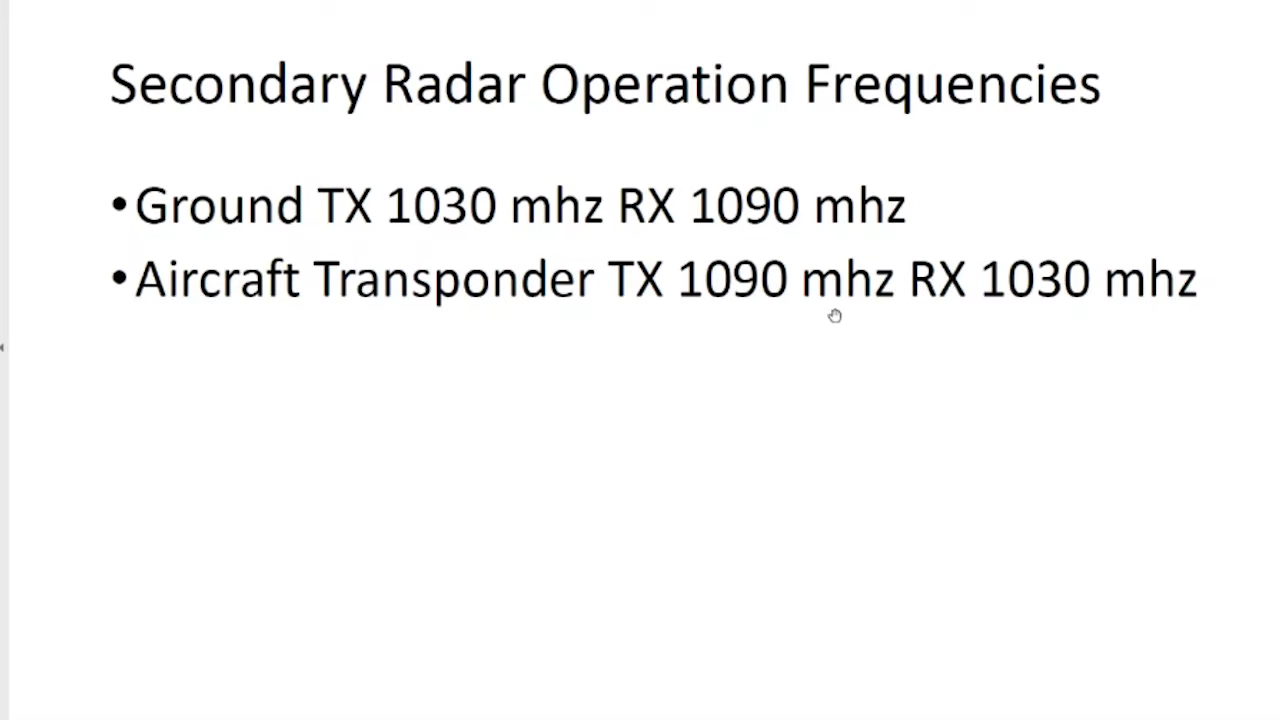 Secondary Radar Operation Frequencies
•Ground TX 1030 mhz RX 1090 mhz
•Aircraft Transponder TX 1090 mhz RX 1030 mhz